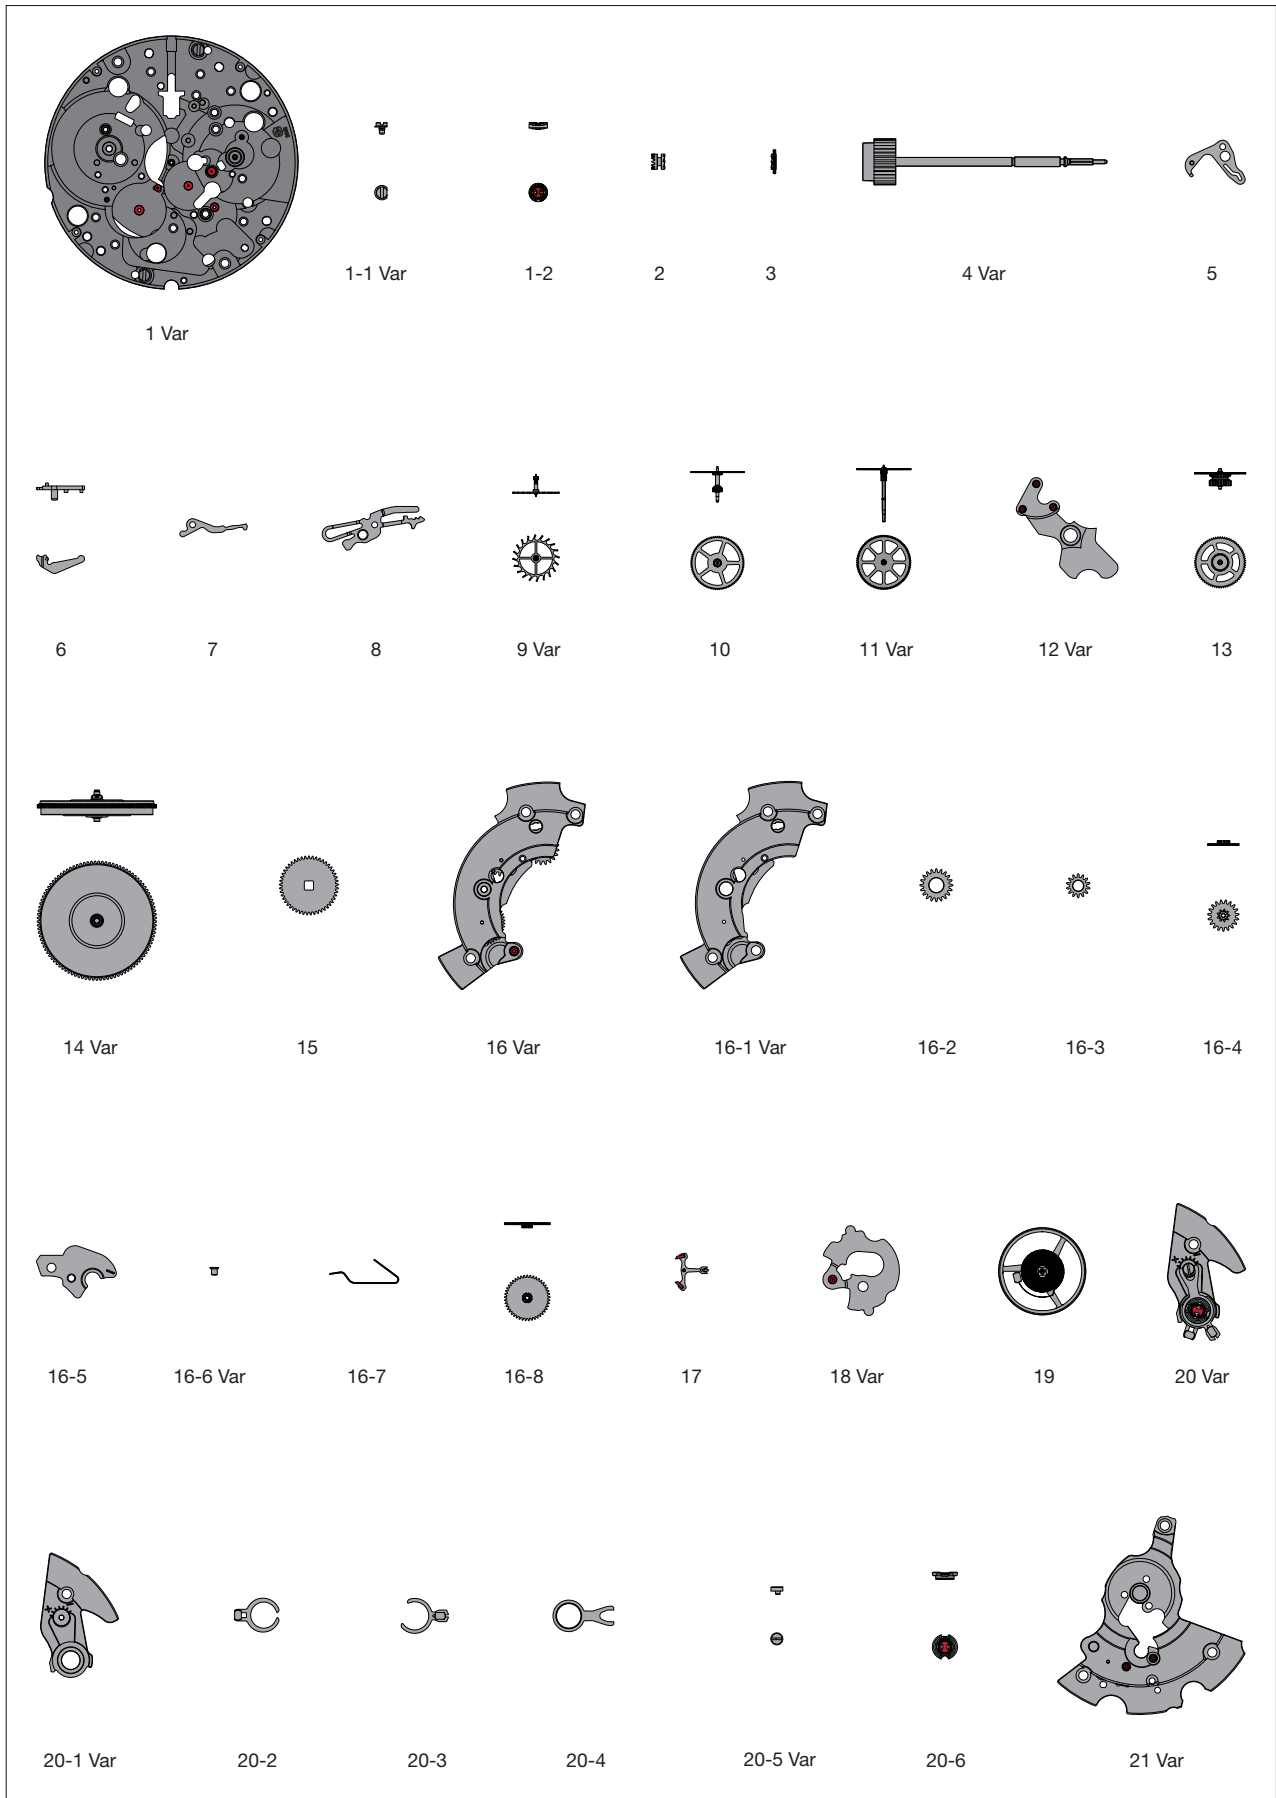 1-1 Var 1-2 2 3 4 Var 5
1 Var
6 7 8 9 Var 10 11 Var 12 Var 13
14 Var 15 16 Var 16-1 Var 16-2 16-3 16-4
16-5 16-6 Var 16-7 16-8 17 18 Var 19 20 Var
20-1 Var 20-2 20-3 20-4 20-5 Var 20-6 21 Var